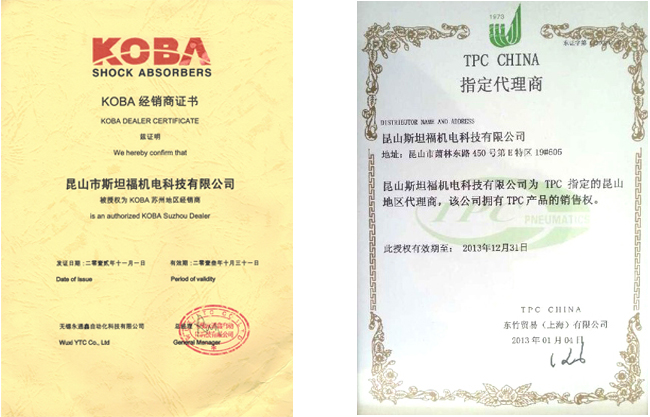 KOBA
SHOCK ABSORBERS
KOBA 经销商证书
KOBA DEALER CERTIFICATE
兹证明
We hereby confirm that
昆山市斯坦福机电科技有限公司
被授权为 KOBA 苏州地区经销商
is an authorized KOBA Suzhou Dealer
发证日期:二零壹贰年十一月一日 有效期:二零壹叁年十月三十一日
Date of Issue Period of validity
无锡永通鑫自动化科技有限公司 总经理
Wuxi YTC Co., Ltd General Manager
1970
东证字第
TPC CHINA
指定代理商
DISTRIBUTOR NAME AND ADDRESS
昆山斯坦福机电科技有限公司
地址:昆山市萧林东路 450 号第 E 特区 19#605
昆山斯坦福机电科技有限公司为 TPC 指定的昆山
地区代理商,该公司拥有 TPC 产品的销售权。
TPC
PNEUMATICS
此授权有效期至: 2013年12月31日
TPC CHINA
东竹贸易(上海)有限公司
2013 年 01 月 04 日